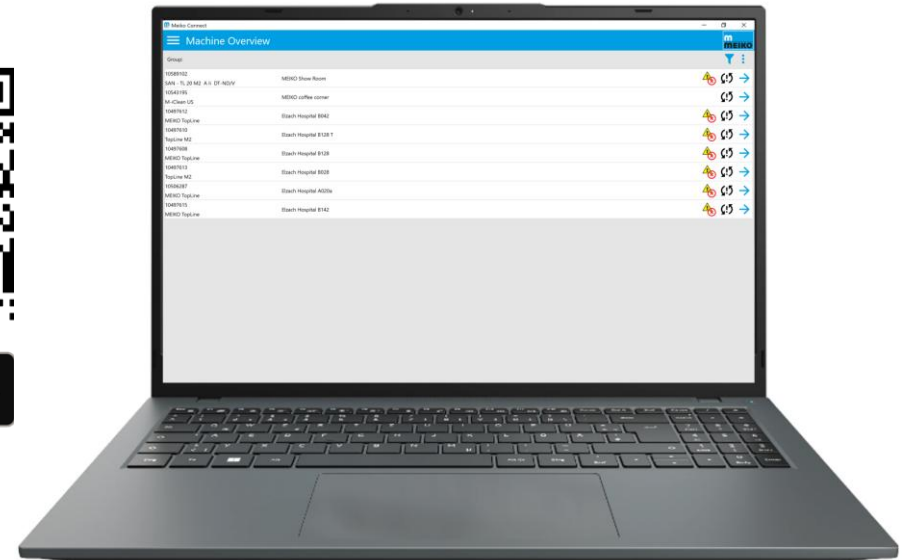 Meiko Connect
Machine Overview
m
MEIKO
Group:
10589102
SAN - TL 20 M2
MEIKO Show Room
10543195
M-iClean US
MEIKO coffee corner
10497612
MEIKO TopLine
Elzach Hospital B042
10497610
TopLine M2
Elzach Hospital B128 T
10497608
MEIKO TopLine
Elzach Hospital B128
10497613
TopLine M2
Elzach Hospital B028
10506287
MEIKO TopLine
Elzach Hospital A020a
10497615
MEIKO TopLine
Elzach Hospital B142